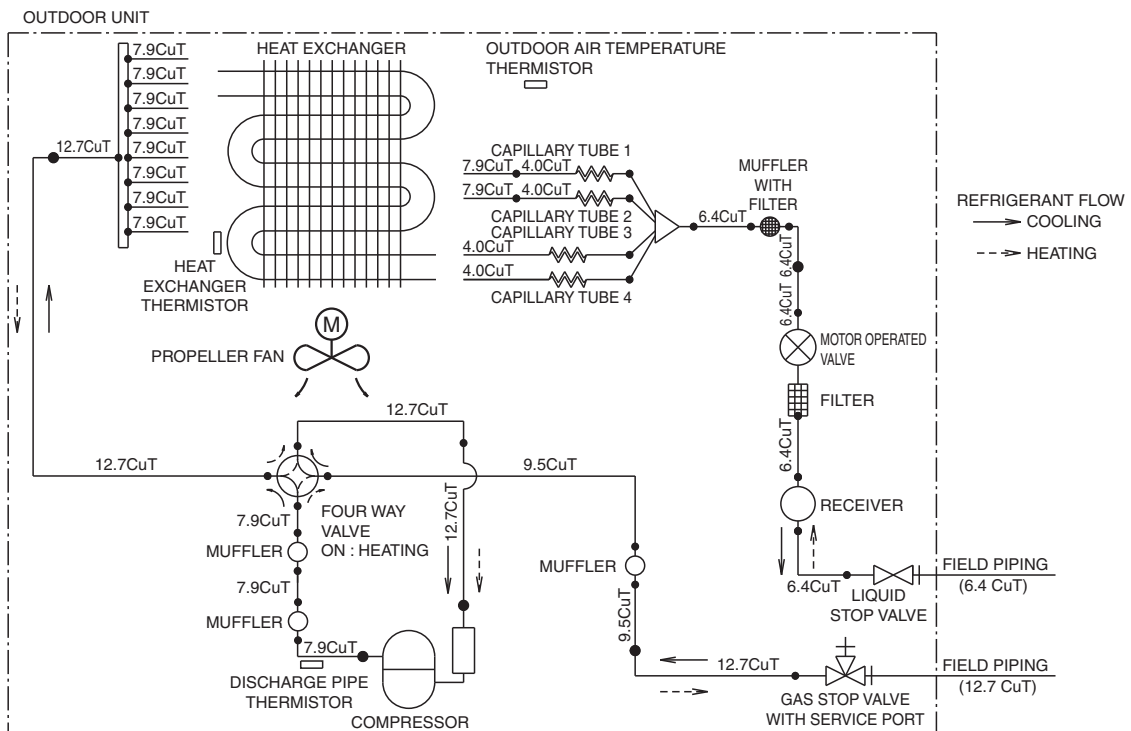 OUTDOOR UNIT
7.9CuT
7.9CuT
7.9CuT
7.9CuT
7.9CuT
7.9CuT
7.9CuT
7.9CuT
12.7CuT
HEAT EXCHANGER
HEAT
EXCHANGER
THERMISTOR
OUTDOOR AIR TEMPERATURE
THERMISTOR
CAPILLARY TUBE 1
7.9CuT
4.0CuT
7.9CuT
4.0CuT
CAPILLARY TUBE 2
CAPILLARY TUBE 3
4.0CuT
4.0CuT
CAPILLARY TUBE 4
6.4CuT
MUFFLER
WITH
FILTER
6.4CuT
6.4CuT
MOTOR OPERATED
VALVE
FILTER
6.4CuT
RECEIVER
6.4CuT
LIQUID
STOP VALVE
FIELD PIPING
(6.4 CuT)
REFRIGERANT FLOW
COOLING
HEATING
M
PROPELLER FAN
12.7CuT
12.7CuT
9.5CuT
12.7CuT
FOUR WAY
VALVE
ON : HEATING
7.9CuT
MUFFLER
7.9CuT
MUFFLER
7.9CuT
DISCHARGE PIPE
THERMISTOR
COMPRESSOR
MUFFLER
9.5CuT
12.7CuT
GAS STOP VALVE
WITH SERVICE PORT
FIELD PIPING
(12.7 CuT)